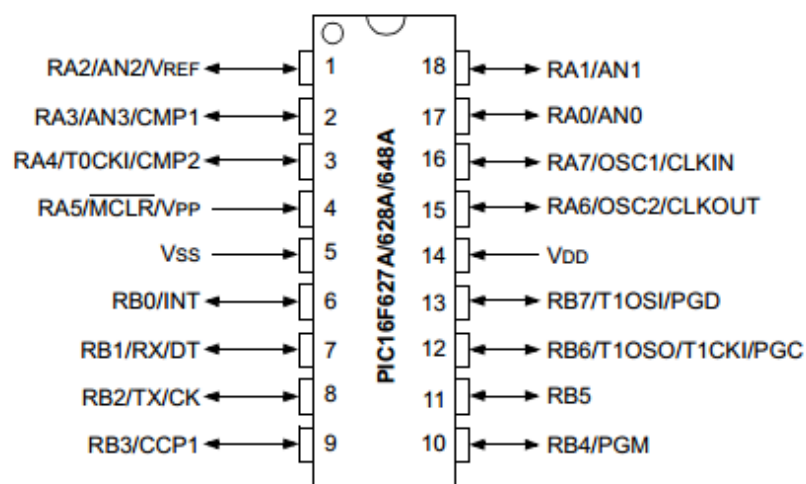 RA2/AN2/VREF 1 18 RA1/AN1
RA3/AN3/CMP1 2 17 RA0/AN0
RA4/T0CKI/CMP2 3 16 RA7/OSC1/CLKIN
RA5/MCLR/VPP 4 15 RA6/OSC2/CLKOUT
VSS 5 14 VDD
RB0/INT 6 13 RB7/T1OSI/PGD
RB1/RX/DT 7 12 RB6/T1OSO/T1CKI/PGC
RB2/TX/CK 8 11 RB5
RB3/CCP1 9 10 RB4/PGM
PIC16F627A/628A/648A